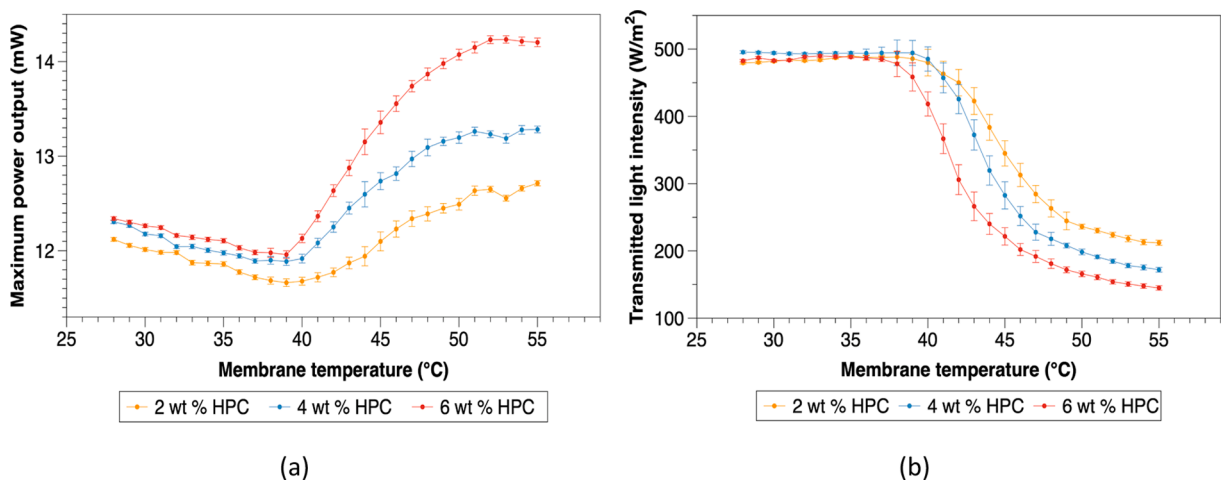 Maximum power output (mW)
14
13
12
25 30 35 40 45 50 55
Membrane temperature (°C)
2 wt % HPC 4 wt % HPC 6 wt % HPC
(a)
Transmitted light intensity (W/m²)
500
400
300
200
100
25 30 35 40 45 50 55
Membrane temperature (°C)
2 wt % HPC 4 wt % HPC 6 wt % HPC
(b)